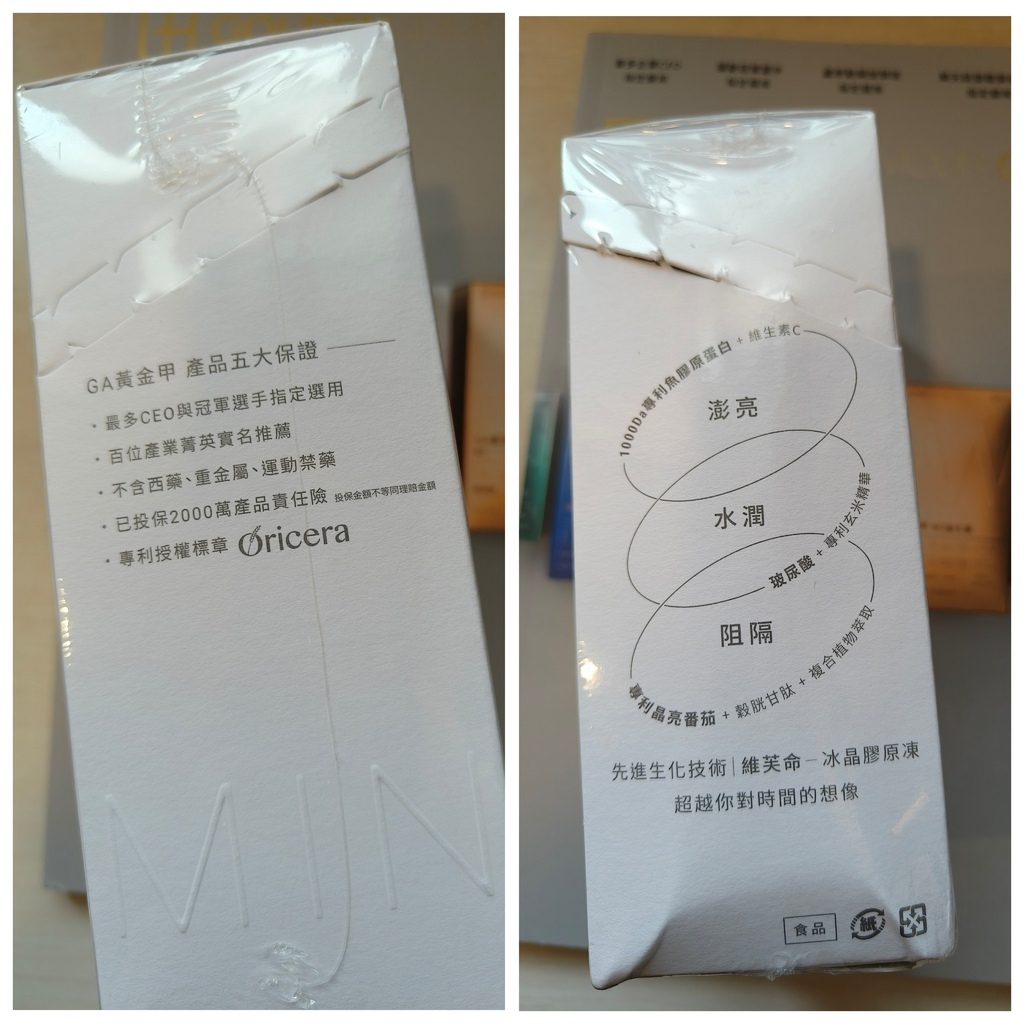 GA黃金甲 產品五大保證
・最多CEO與冠軍選手指定選用
・百位產業菁英實名推薦
・不含西藥、重金屬、運動禁藥
・已投保2000萬產品責任險 投保金額不等同理賠金額
・專利授權標章 Oricera
MIN
1000Da專利魚膠原蛋白 + 維生素C
澎亮
水潤
玻尿酸 + 專利玄米精華
阻隔
專利晶亮番茄 + 穀胱甘肽 + 複合植物萃取
先進生化技術|維芙命–冰晶膠原凍
超越你對時間的想像
食品
紙